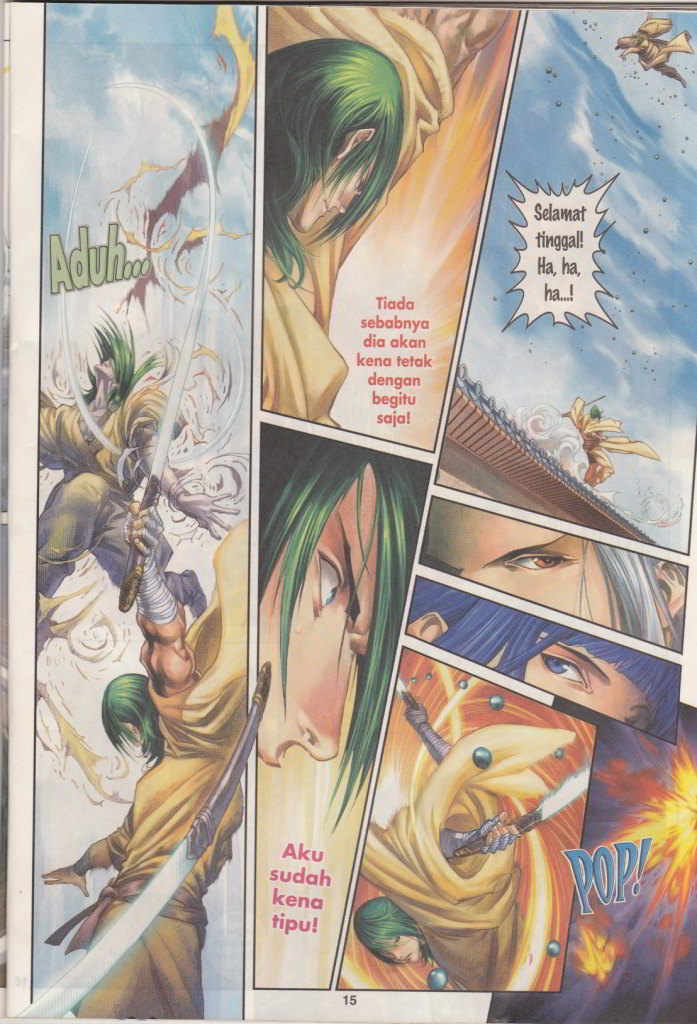 Aduh...
Tiada
sebabnya
dia akan
kena tetak
dengan
begitu
saja!
Aku
sudah
kena
tipu!
Selamat
tinggal!
Ha, ha,
ha...!
POP!
15